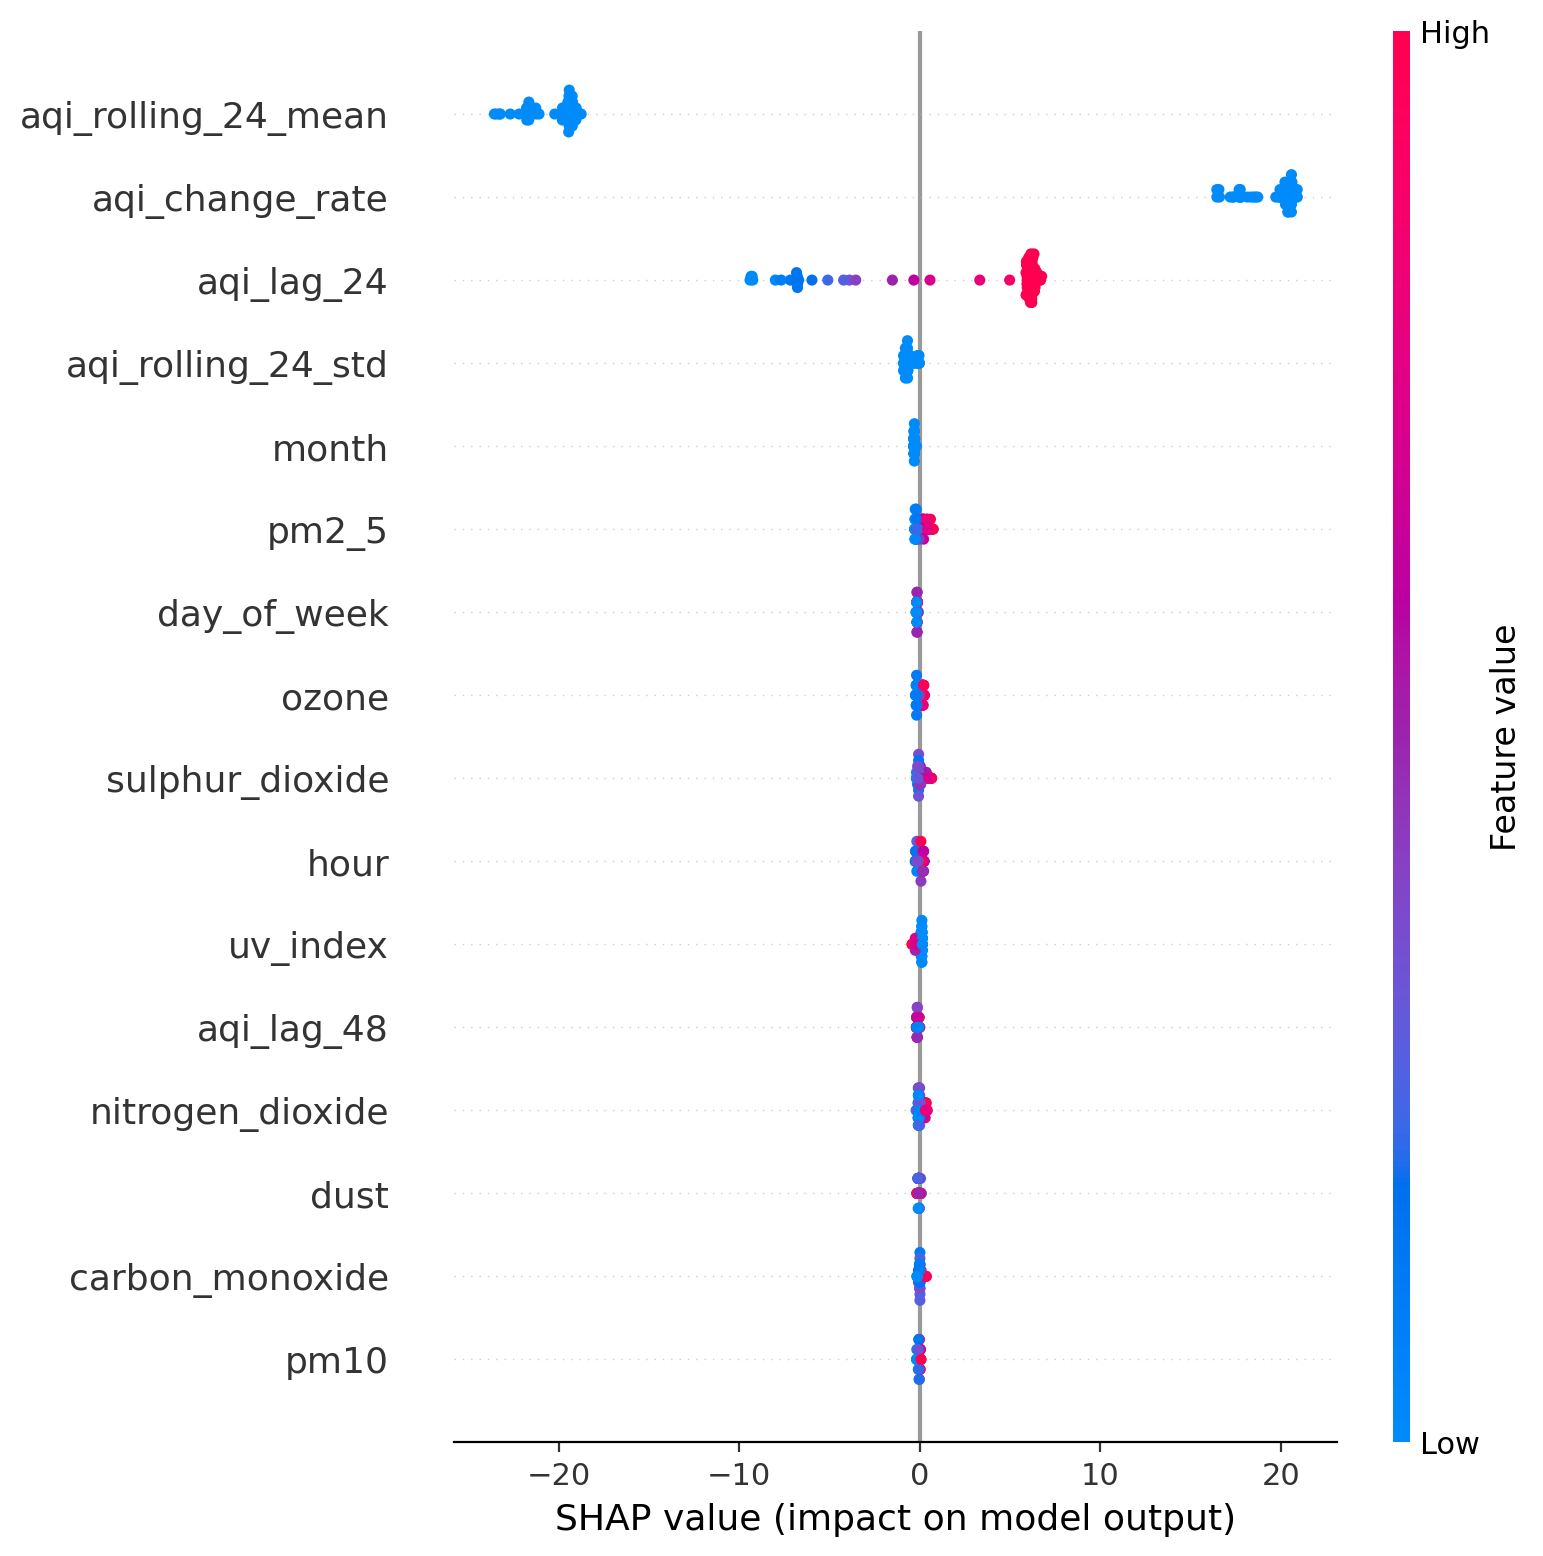 High
aqi_rolling_24_mean
aqi_change_rate
aqi_lag_24
aqi_rolling_24_std
month
pm2_5
day_of_week
ozone
sulphur_dioxide
hour
uv_index
aqi_lag_48
nitrogen_dioxide
dust
carbon_monoxide
pm10
Feature value
Low
−20 −10 0 10 20
SHAP value (impact on model output)